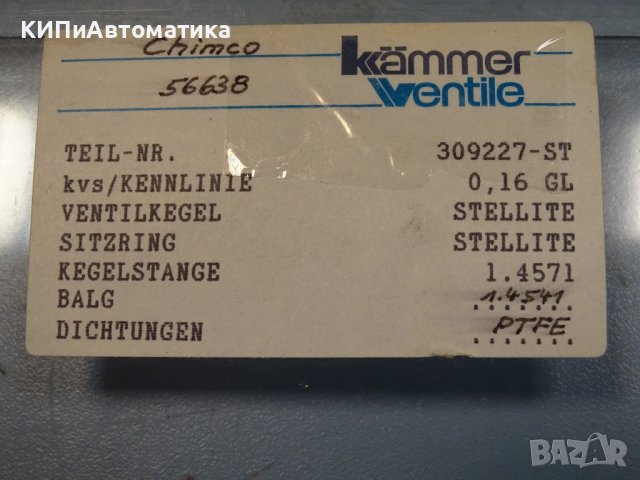 КИПиАвтоматика
Chimco
56638
kämmer
Ventile
TEIL-NR. 309227-ST
kvs/KENNLINIE 0,16 GL
VENTILKEGEL STELLITE
SITZRING STELLITE
KEGELSTANGE 1.4571
BALG 1.4541
DICHTUNGEN PTFE
BAZAR